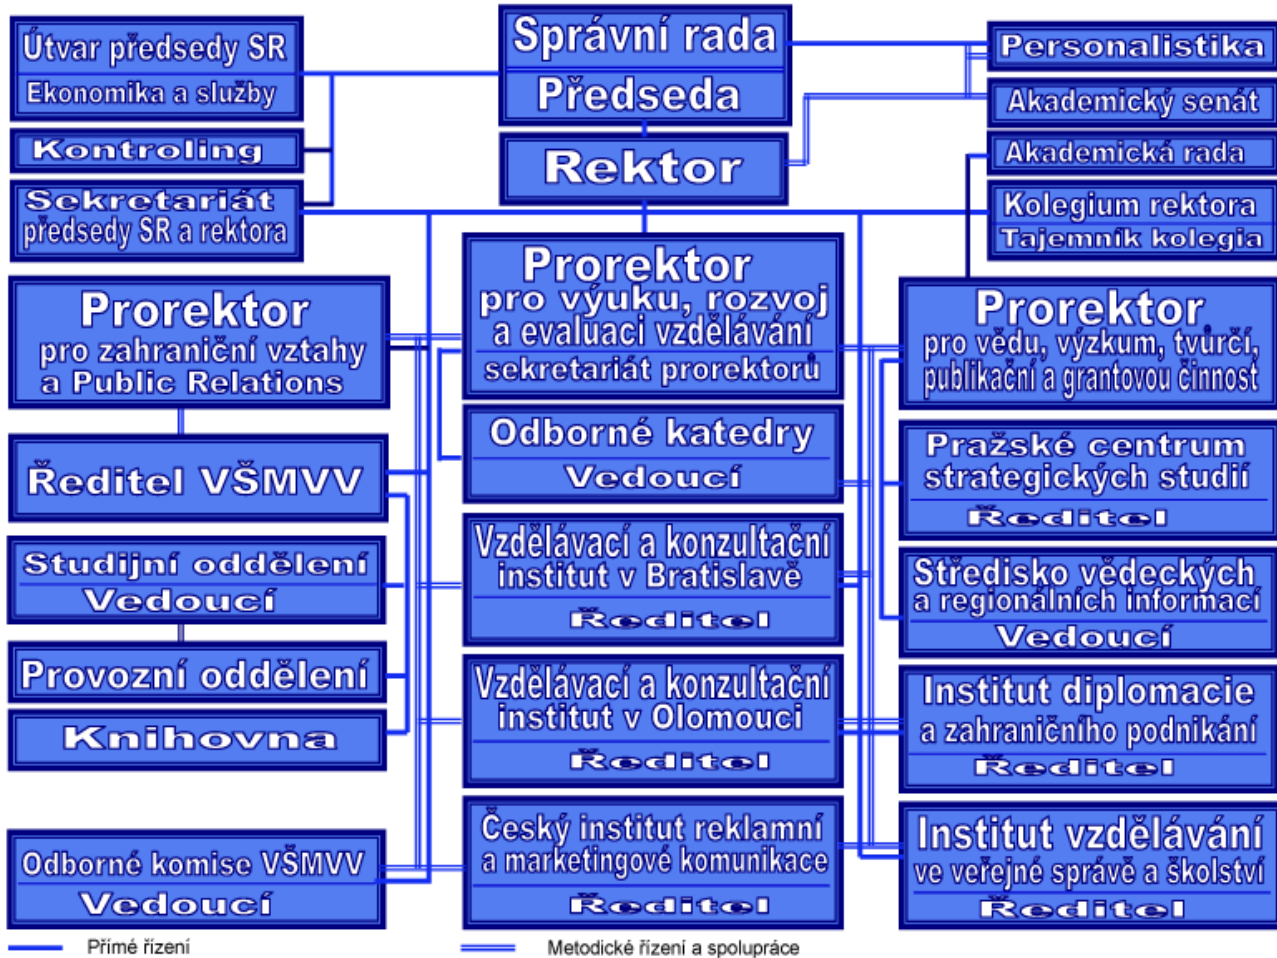 Útvar předsedy SR
Ekonomika a služby
Kontroling
Sekretariát
předsedy SR a rektora
Správní rada
Předseda
Rektor
Personalistika
Akademický senát
Akademická rada
Kolegium rektora
Tajemník kolegia
Prorektor
pro zahraniční vztahy
a Public Relations
Ředitel VŠMVV
Studijní oddělení
Vedoucí
Provozní oddělení
Knihovna
Odborné komise VŠMVV
Vedoucí
Prorektor
pro výuku, rozvoj
a evaluaci vzdělávání
sekretariát prorektorů
Odborné katedry
Vedoucí
Vzdělávací a konzultační
institut v Bratislavě
Ředitel
Vzdělávací a konzultační
institut v Olomouci
Ředitel
Český institut reklamní
a marketingové komunikace
Ředitel
Prorektor
pro vědu, výzkum, tvůrčí,
publikační a grantovou činnost
Pražské centrum
strategických studií
Ředitel
Středisko vědeckých
a regionálních informací
Vedoucí
Institut diplomacie
a zahraničního podnikání
Ředitel
Institut vzdělávání
ve veřejné správě a školství
Ředitel
Přímé řízení
Metodické řízení a spolupráce